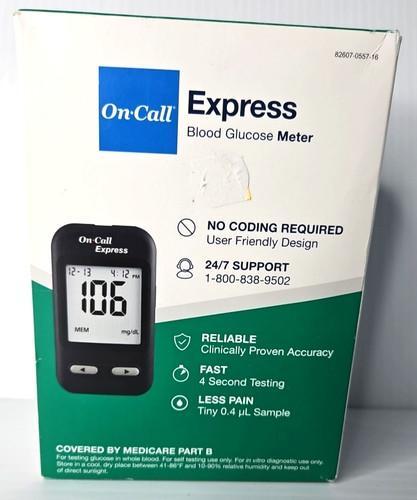 82607-0557-16
On·Call®
Express
Blood Glucose Meter
NO CODING REQUIRED
User Friendly Design
24/7 SUPPORT
1-800-838-9502
On·Call
Express
12-13 4:12 PM
106
MEM mg/dL
RELIABLE
Clinically Proven Accuracy
FAST
4 Second Testing
LESS PAIN
Tiny 0.4 µL Sample
COVERED BY MEDICARE PART B
For testing glucose in whole blood. For self testing use only. For in vitro diagnostic use only.
Store in a cool, dry place between 41-86°F and 10-90% relative humidity and keep out
of direct sunlight.